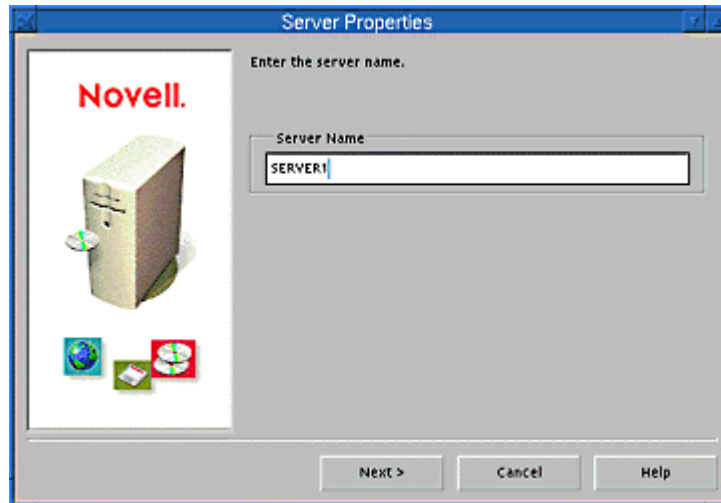 Server Properties
Novell.
Enter the server name.
Server Name
SERVER1
Next >
Cancel
Help